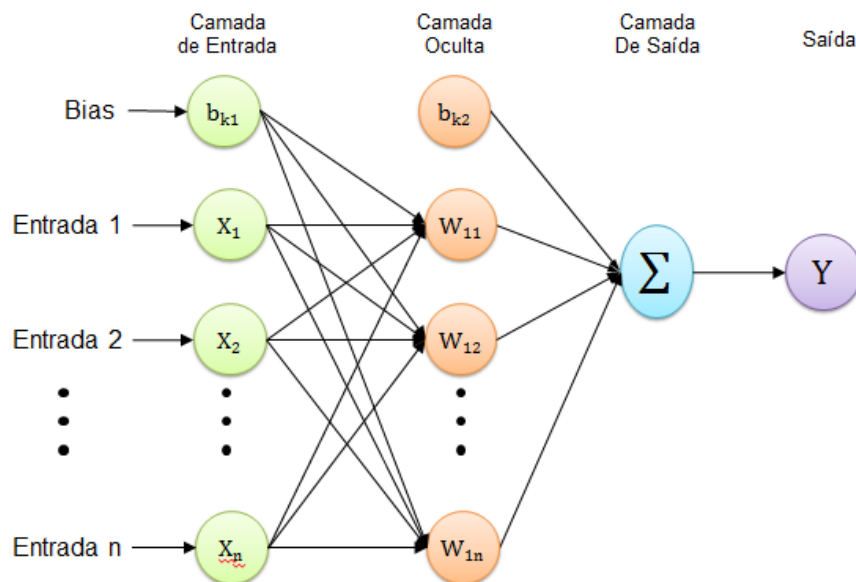 Camada
de Entrada
Camada
Oculta
Camada
De Saída
Saída
Bias
b_k1
b_k2
Entrada 1
X_1
W_11
Σ
Y
Entrada 2
X_2
W_12
Entrada n
X_n
W_1n